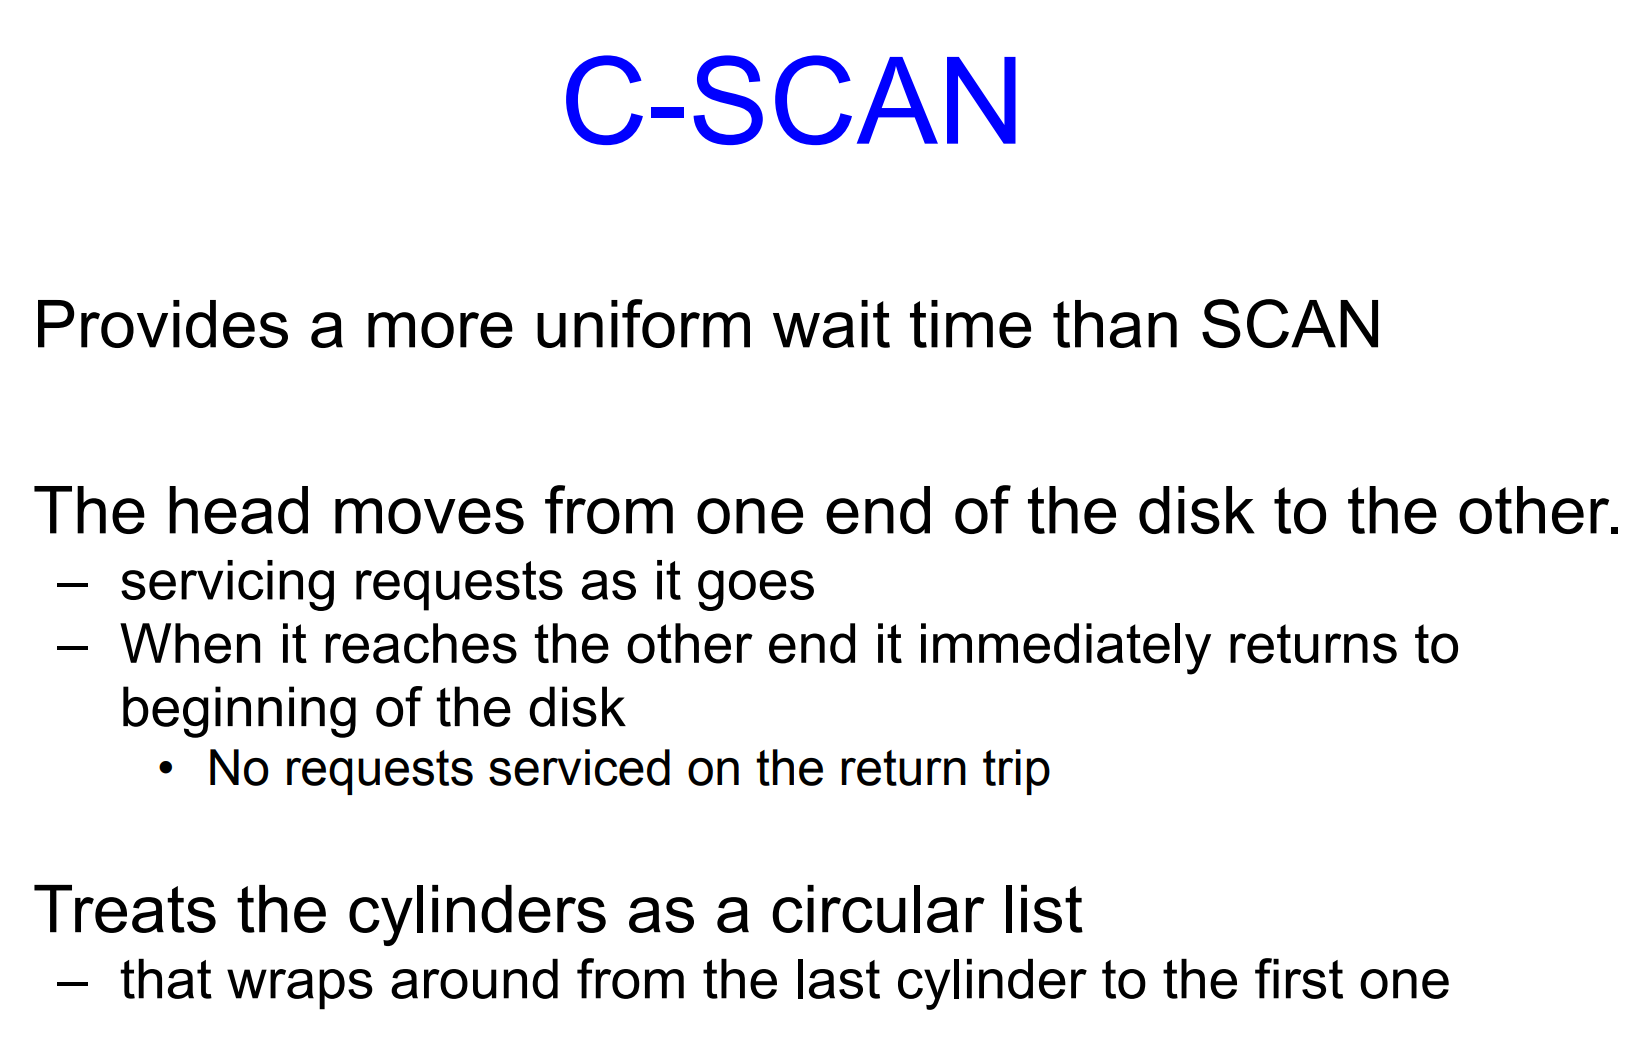 C-SCAN
Provides a more uniform wait time than SCAN
The head moves from one end of the disk to the other.
– servicing requests as it goes
– When it reaches the other end it immediately returns to
beginning of the disk
• No requests serviced on the return trip
Treats the cylinders as a circular list
– that wraps around from the last cylinder to the first one